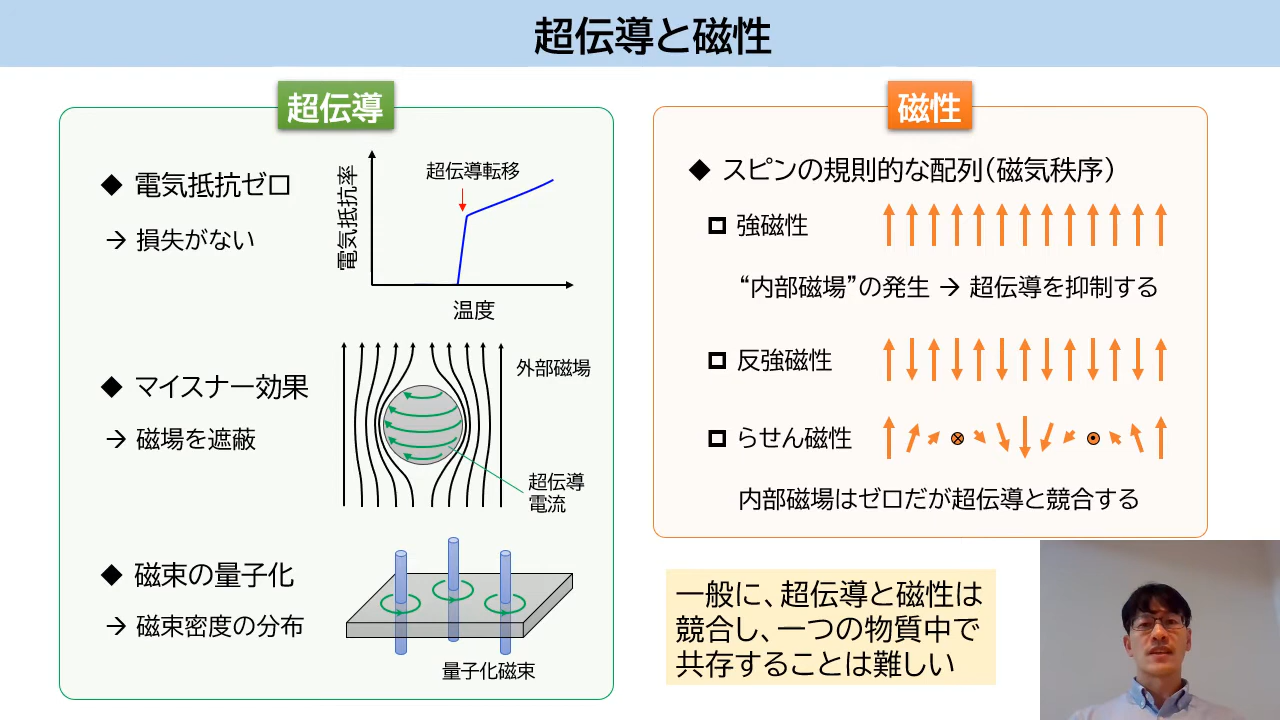 超伝導と磁性
超伝導
◆ 電気抵抗ゼロ
→ 損失がない
電気抵抗率
超伝導転移
温度
◆ マイスナー効果
→ 磁場を遮蔽
外部磁場
超伝導
電流
◆ 磁束の量子化
→ 磁束密度の分布
量子化磁束
磁性
◆ スピンの規則的な配列（磁気秩序）
強磁性
“内部磁場”の発生 → 超伝導を抑制する
反強磁性
らせん磁性
内部磁場はゼロだが超伝導と競合する
一般に、超伝導と磁性は
競合し、一つの物質中で
共存することは難しい